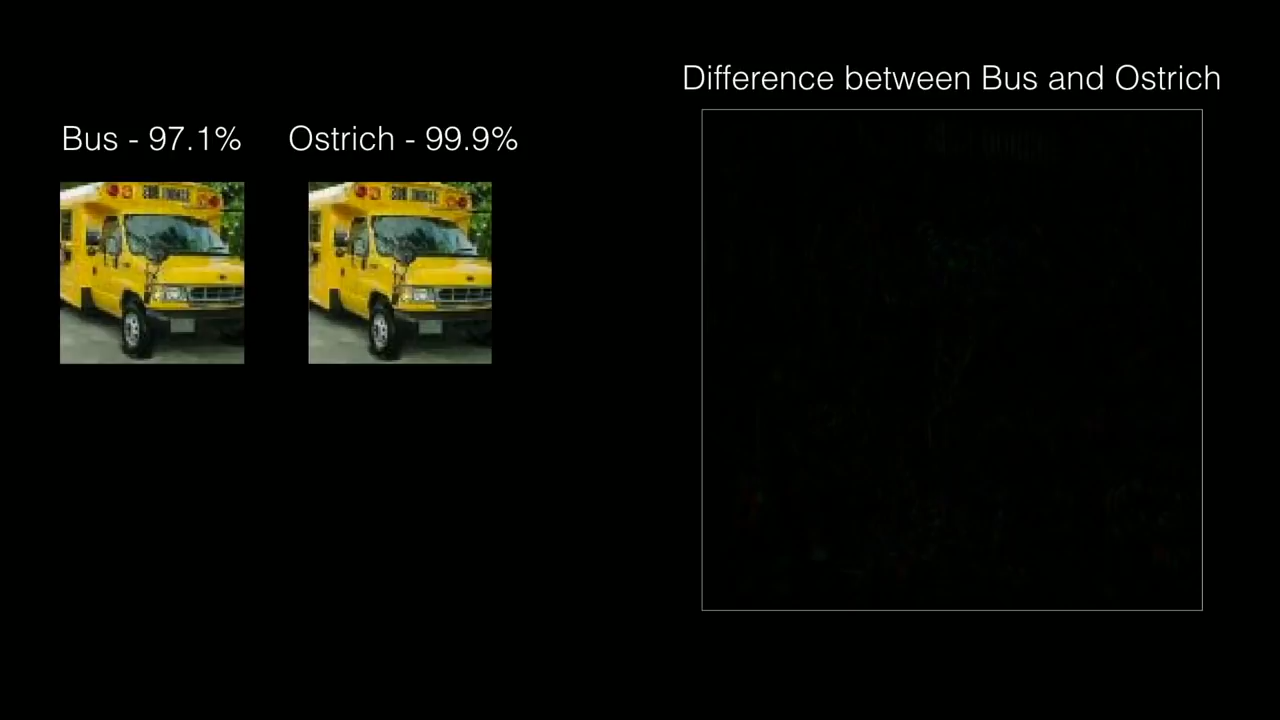 Difference between Bus and Ostrich
Bus - 97.1%
Ostrich - 99.9%